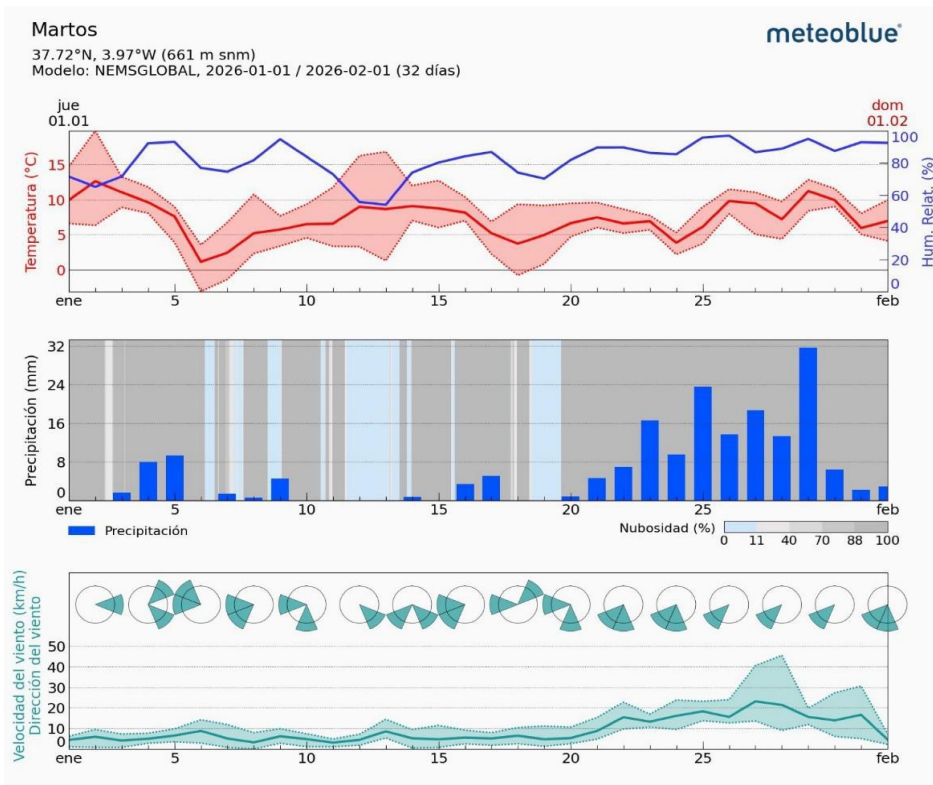 Martos
meteoblue®
37.72°N, 3.97°W (661 m snm)
Modelo: NEMSGLOBAL, 2026-01-01 / 2026-02-01 (32 días)
jue
01.01
dom
01.02
Temperatura (°C)
15
10
5
0
100
80
60
40
20
0
Hum. Relat. (%)
ene 5 10 15 20 25 feb
Precipitación (mm)
32
24
16
8
0
ene 5 10 15 20 25 feb
Precipitación
Nubosidad (%)
0 11 40 70 88 100
Velocidad del viento (km/h)
Dirección del viento
50
40
30
20
10
0
ene 5 10 15 20 25 feb